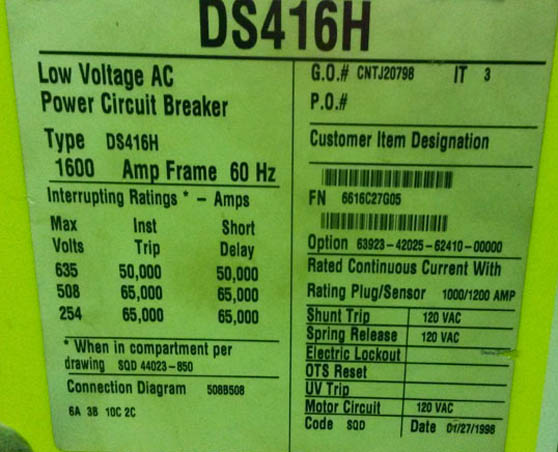 DS416H
Low Voltage AC
Power Circuit Breaker
Type DS416H
1600 Amp Frame 60 Hz
Interrupting Ratings * - Amps
Max Inst Short
Volts Trip Delay
635 50,000 50,000
508 65,000 65,000
254 65,000 65,000
* When in compartment per
drawing SQD 44023-850
Connection Diagram 508B508
6A 3B 10C 2C
G.O.# CNTJ20798 IT 3
P.O.#
Customer Item Designation
FN 6616C27G05
Option 63923-42025-62410-00000
Rated Continuous Current With
Rating Plug/Sensor 1000/1200 AMP
Shunt Trip 120 VAC
Spring Release 120 VAC
Electric Lockout
OTS Reset
UV Trip
Motor Circuit 120 VAC
Code SQD Date 01/27/1998